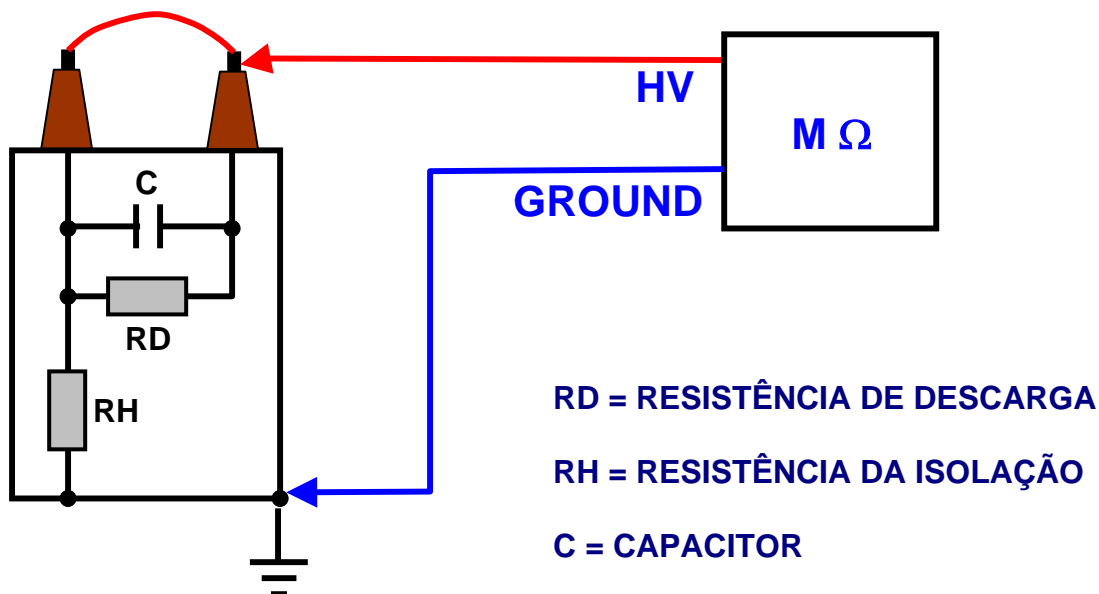 HV
M Ω
GROUND
C
RD
RH
RD = RESISTÊNCIA DE DESCARGA
RH = RESISTÊNCIA DA ISOLAÇÃO
C = CAPACITOR